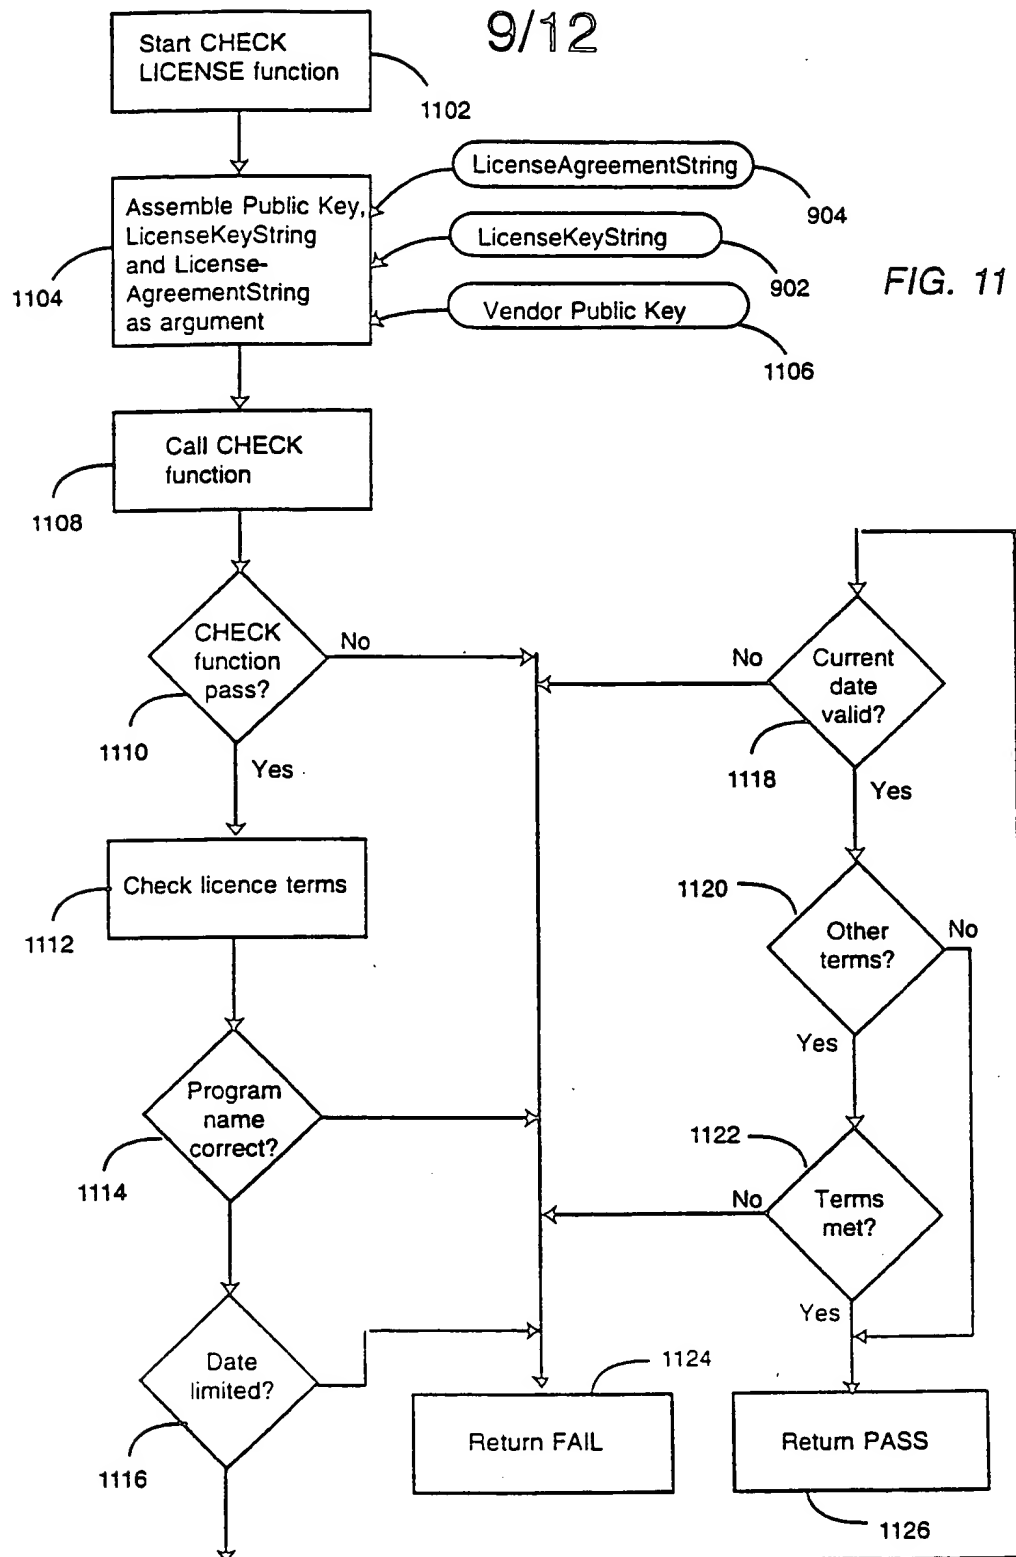 9/12
Start CHECK
LICENSE function
1102
LicenseAgreementString
904
Assemble Public Key,
LicenseKeyString
and License-
AgreementString
as argument
1104
LicenseKeyString
902
FIG. 11
Vendor Public Key
1106
Call CHECK
function
1108
CHECK
function
pass?
No
1110
Yes
No
Current
date
valid?
1118
Yes
Check licence terms
1112
1120
Other
terms?
No
Yes
Program
name
correct?
1114
1122
No
Terms
met?
Yes
Date
limited?
1116
1124
Return FAIL
Return PASS
1126